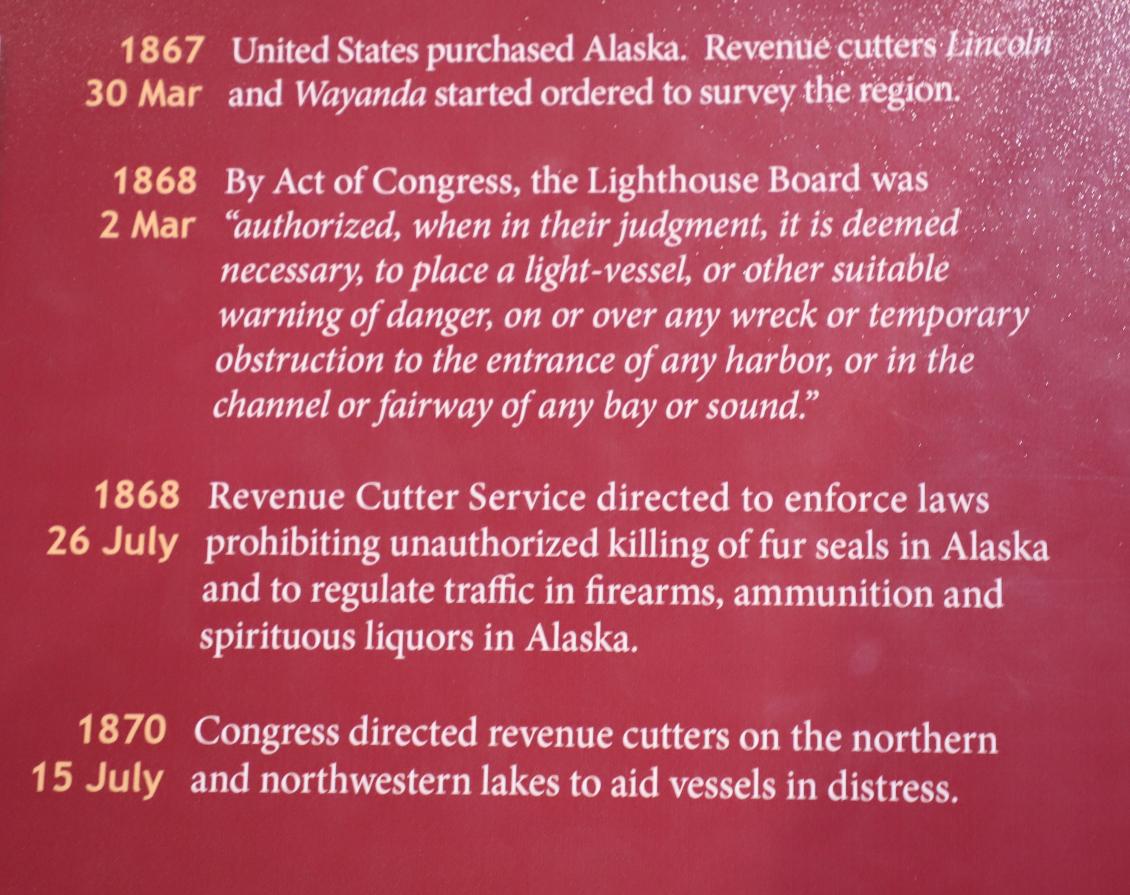 1867 United States purchased Alaska. Revenue cutters Lincoln
30 Mar and Wayanda started ordered to survey the region.
1868 By Act of Congress, the Lighthouse Board was
2 Mar “authorized, when in their judgment, it is deemed
necessary, to place a light-vessel, or other suitable
warning of danger, on or over any wreck or temporary
obstruction to the entrance of any harbor, or in the
channel or fairway of any bay or sound.”
1868 Revenue Cutter Service directed to enforce laws
26 July prohibiting unauthorized killing of fur seals in Alaska
and to regulate traffic in firearms, ammunition and
spirituous liquors in Alaska.
1870 Congress directed revenue cutters on the northern
15 July and northwestern lakes to aid vessels in distress.